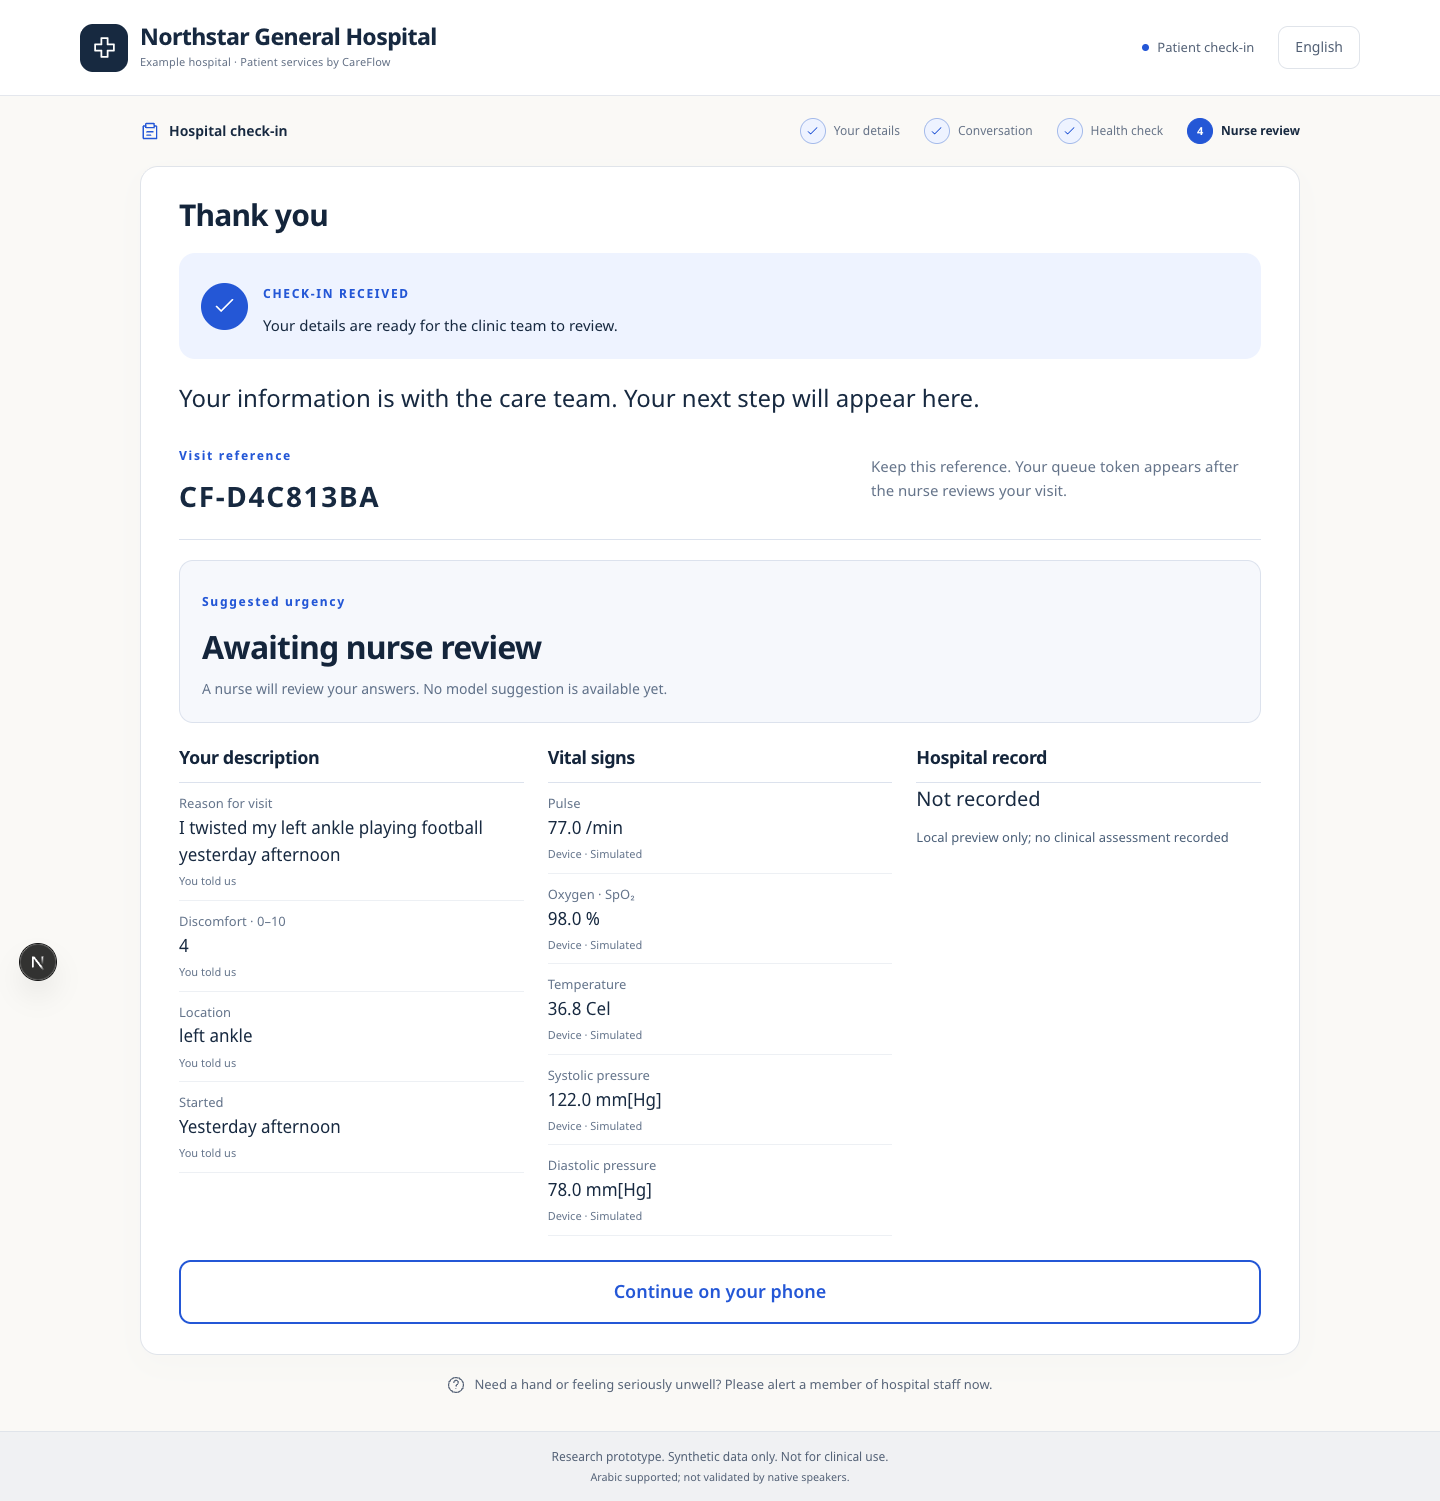 Northstar General Hospital
Example hospital · Patient services by CareFlow
Patient check-in
English
Hospital check-in
Your details
Conversation
Health check
4 Nurse review
Thank you
CHECK-IN RECEIVED
Your details are ready for the clinic team to review.
Your information is with the care team. Your next step will appear here.
Visit reference
CF-D4C813BA
Keep this reference. Your queue token appears after
the nurse reviews your visit.
Suggested urgency
Awaiting nurse review
A nurse will review your answers. No model suggestion is available yet.
Your description
Reason for visit
I twisted my left ankle playing football
yesterday afternoon
You told us
Discomfort · 0–10
4
You told us
Location
left ankle
You told us
Started
Yesterday afternoon
You told us
Vital signs
Pulse
77.0 /min
Device · Simulated
Oxygen · SpO₂
98.0 %
Device · Simulated
Temperature
36.8 Cel
Device · Simulated
Systolic pressure
122.0 mm[Hg]
Device · Simulated
Diastolic pressure
78.0 mm[Hg]
Device · Simulated
Hospital record
Not recorded
Local preview only; no clinical assessment recorded
N
Continue on your phone
Need a hand or feeling seriously unwell? Please alert a member of hospital staff now.
Research prototype. Synthetic data only. Not for clinical use.
Arabic supported; not validated by native speakers.